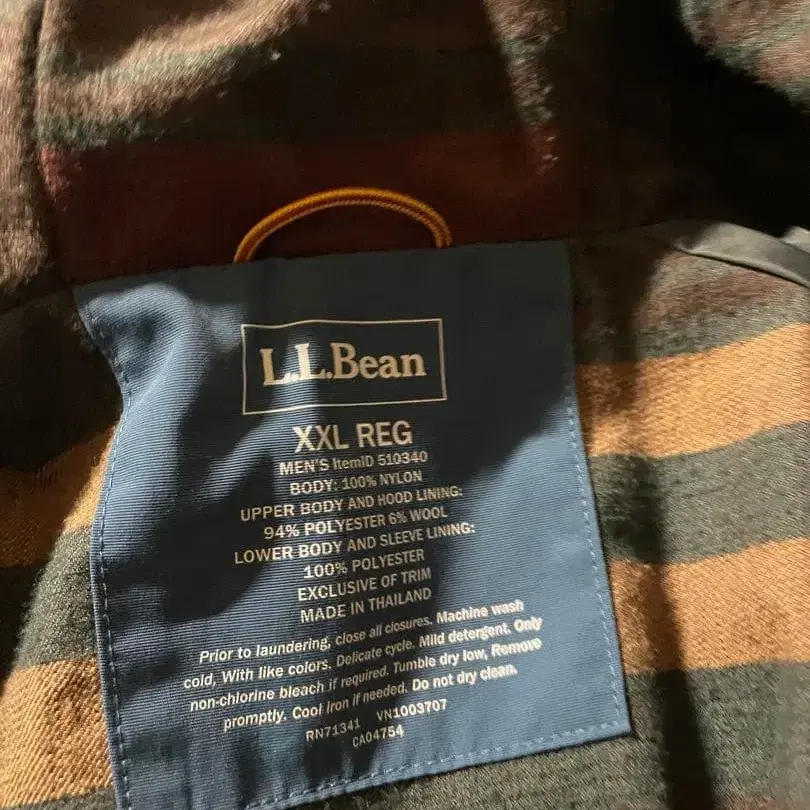 L.L.Bean
XXL REG
MEN'S ItemID 510340
BODY: 100% NYLON
UPPER BODY AND HOOD LINING:
94% POLYESTER 6% WOOL
LOWER BODY AND SLEEVE LINING:
100% POLYESTER
EXCLUSIVE OF TRIM
MADE IN THAILAND
Prior to laundering, close all closures. Machine wash
cold, With like colors. Delicate cycle. Mild detergent. Only
non-chlorine bleach if required. Tumble dry low, Remove
promptly. Cool iron if needed. Do not dry clean.
RN71341 VN1003707
CA04754